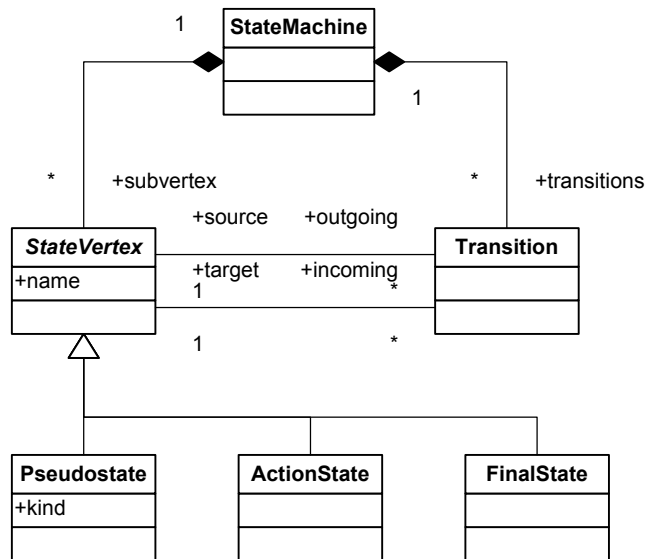 1
StateMachine
1
* +subvertex * +transitions
+source +outgoing
StateVertex Transition
+target +incoming
+name
1 *
1 *
Pseudostate ActionState FinalState
+kind